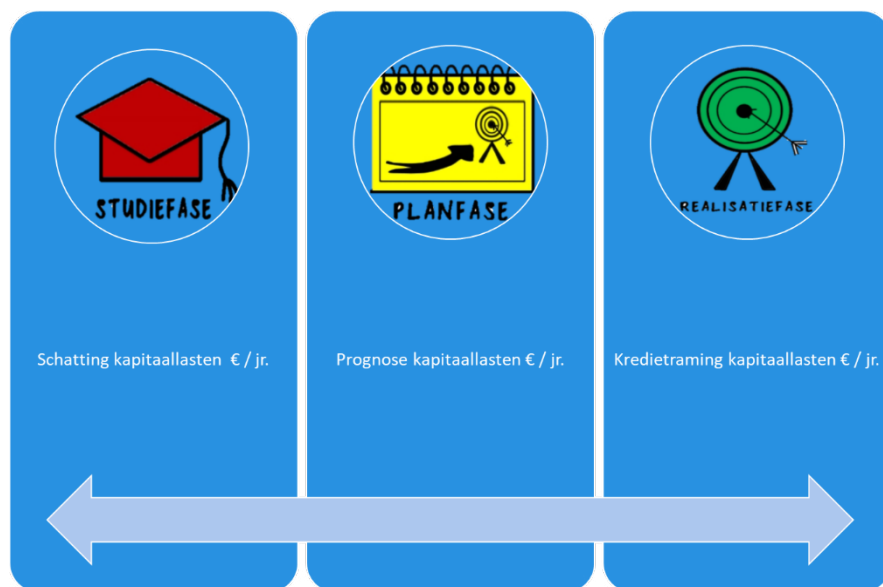 STUDIEFASE
PLANFASE
REALISATIEFASE
Schatting kapitaallasten € / jr.
Prognose kapitaallasten € / jr.
Kredietraming kapitaallasten € / jr.